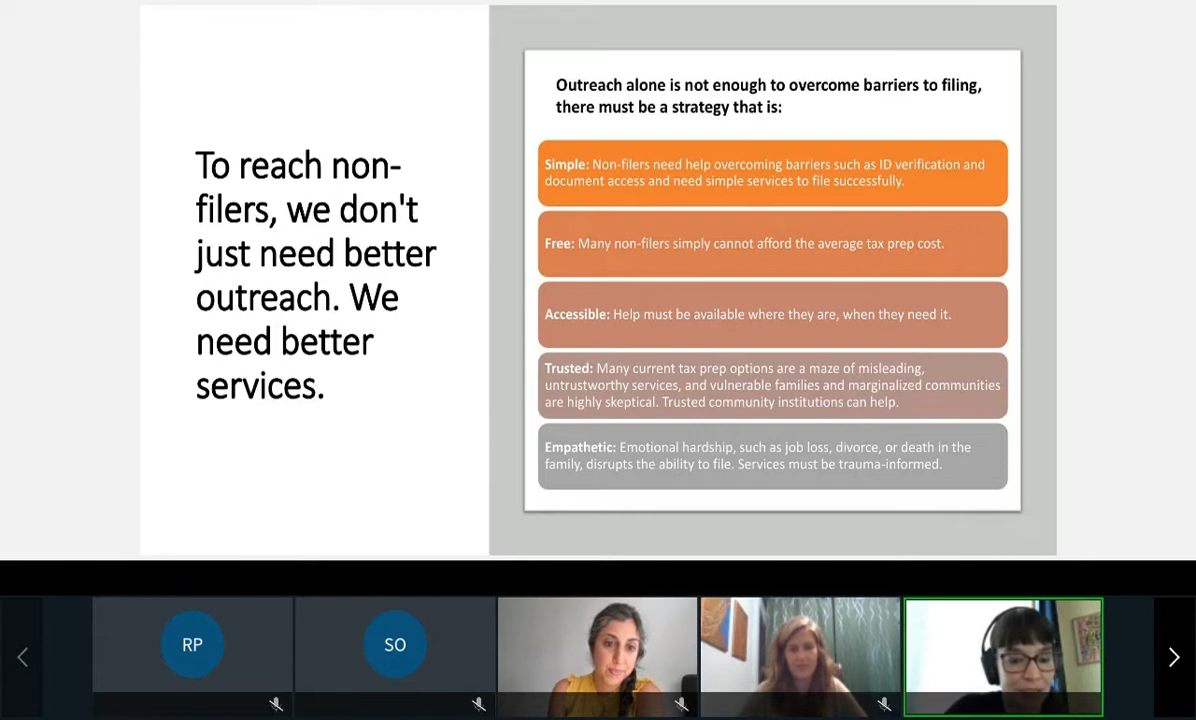 To reach non-
filers, we don't
just need better
outreach. We
need better
services.
Outreach alone is not enough to overcome barriers to filing,
there must be a strategy that is:
Simple: Non-filers need help overcoming barriers such as ID verification and
document access and need simple services to file successfully.
Free: Many non-filers simply cannot afford the average tax prep cost.
Accessible: Help must be available where they are, when they need it.
Trusted: Many current tax prep options are a maze of misleading,
untrustworthy services, and vulnerable families and marginalized communities
are highly skeptical. Trusted community institutions can help.
Empathetic: Emotional hardship, such as job loss, divorce, or death in the
family, disrupts the ability to file. Services must be trauma-informed.
RP
SO